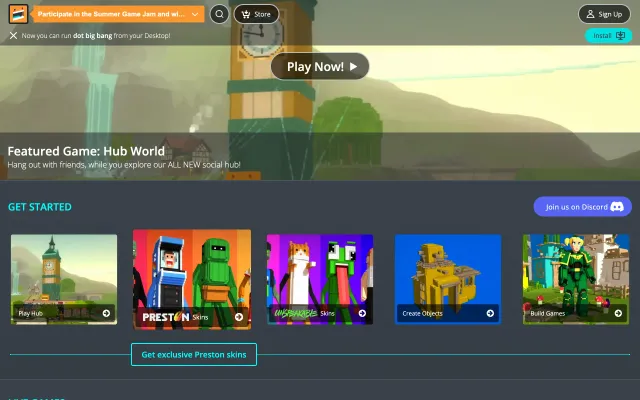 Participate in the Summer Game Jam and wi...
Store
Sign Up
Now you can run dot big bang from your Desktop!
Install
Play Now!
Featured Game: Hub World
Hang out with friends, while you explore our ALL NEW social hub!
GET STARTED
Join us on Discord
Play Hub
PRESTON Skins
UNSPEAKABLE Skins
Create Objects
Build Games
Get exclusive Preston skins